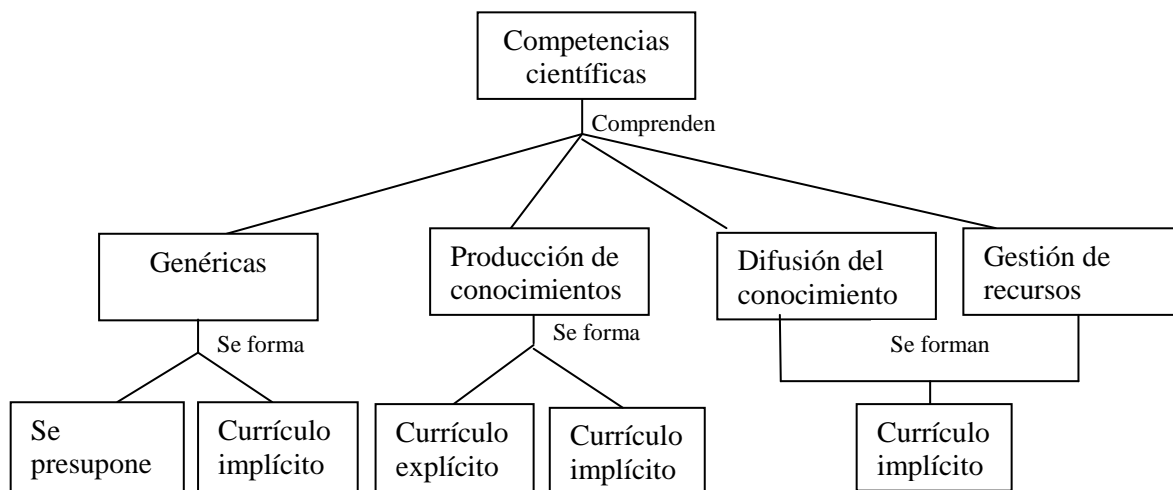 Competencias
científicas
Comprenden
Genéricas
Producción de
conocimientos
Difusión del
conocimiento
Gestión de
recursos
Se forma
Se forma
Se forman
Se
presupone
Currículo
implícito
Currículo
explícito
Currículo
implícito
Currículo
implícito